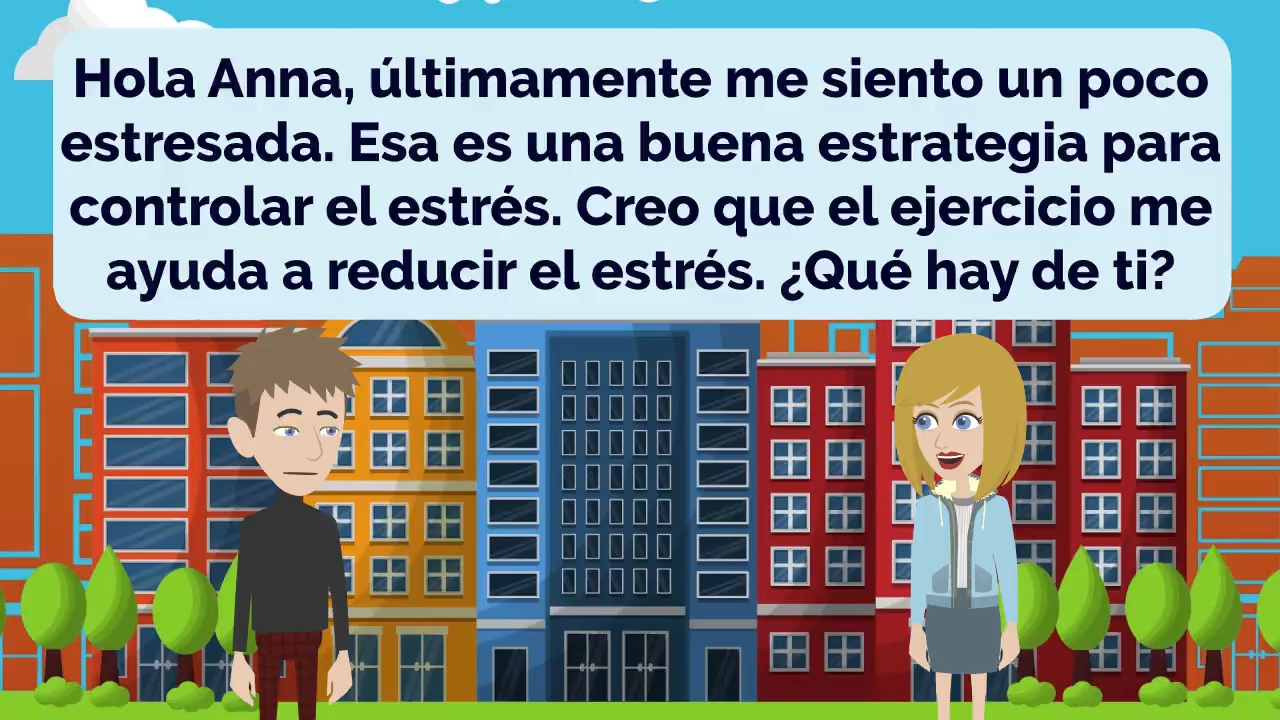 Hola Anna, últimamente me siento un poco
estresada. Esa es una buena estrategia para
controlar el estrés. Creo que el ejercicio me
ayuda a reducir el estrés. ¿Qué hay de ti?